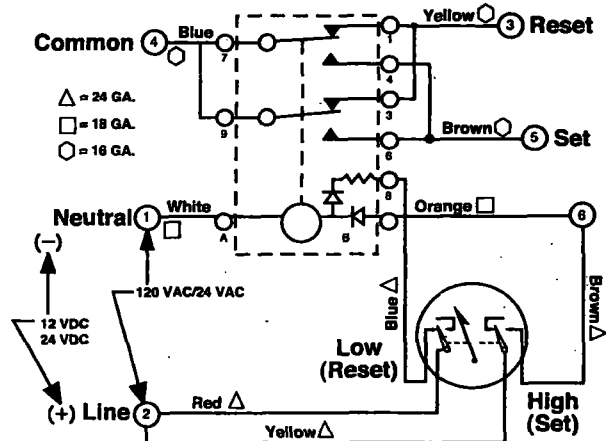 Common 4 Blue 7
Yellow 3 Reset
1
4
△ = 24 GA.
□ = 18 GA.
⬡ = 16 GA.
9
3
Brown 5 Set
6
8
Neutral 1 White A
B
Orange 6
(−)
120 VAC/24 VAC
12 VDC
24 VDC
Blue
Brown
Low
(Reset)
High
(Set)
(+) Line 2 Red
Yellow